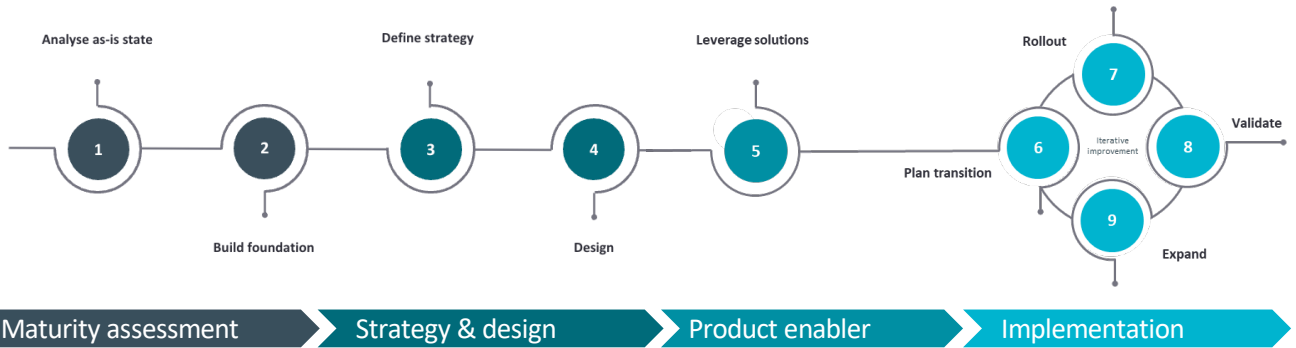 Analyse as-is state
Define strategy
Leverage solutions
Rollout
7
Validate
1
2
3
4
5
6
Iterative
improvement
8
Plan transition
9
Build foundation
Design
Expand
Maturity assessment
Strategy & design
Product enabler
Implementation